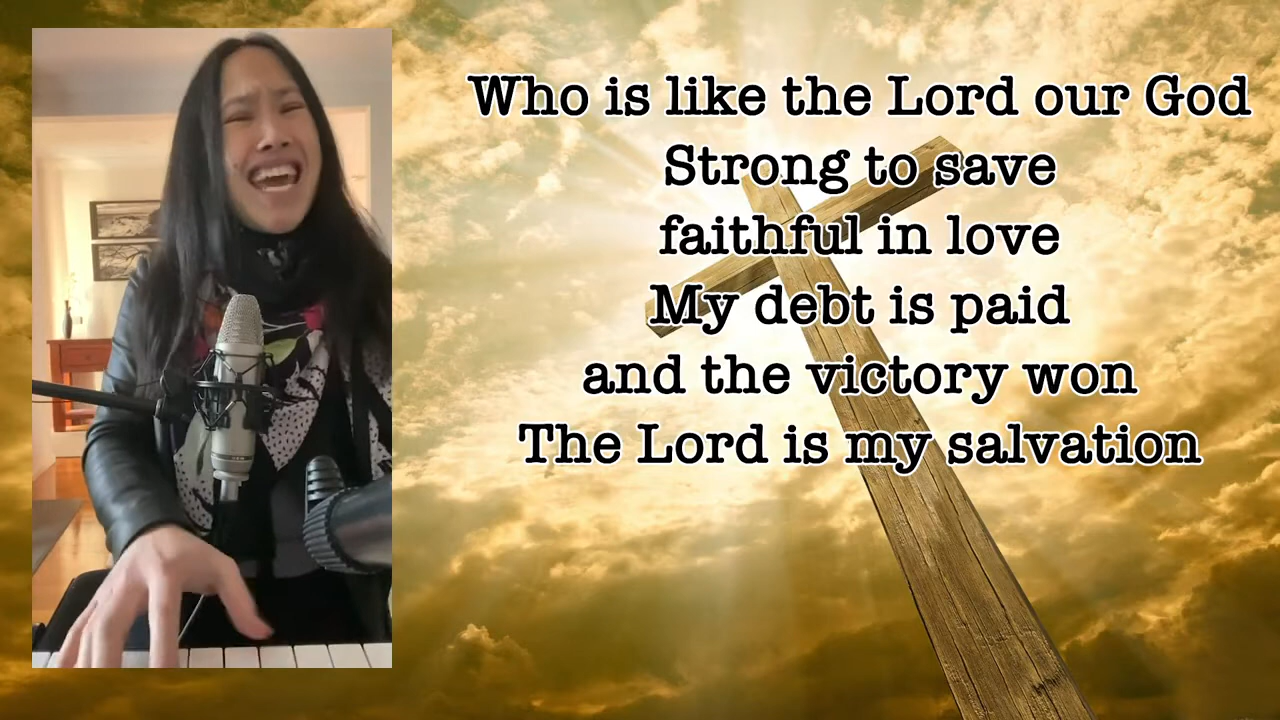 Who is like the Lord our God
Strong to save
faithful in love
My debt is paid
and the victory won
The Lord is my salvation